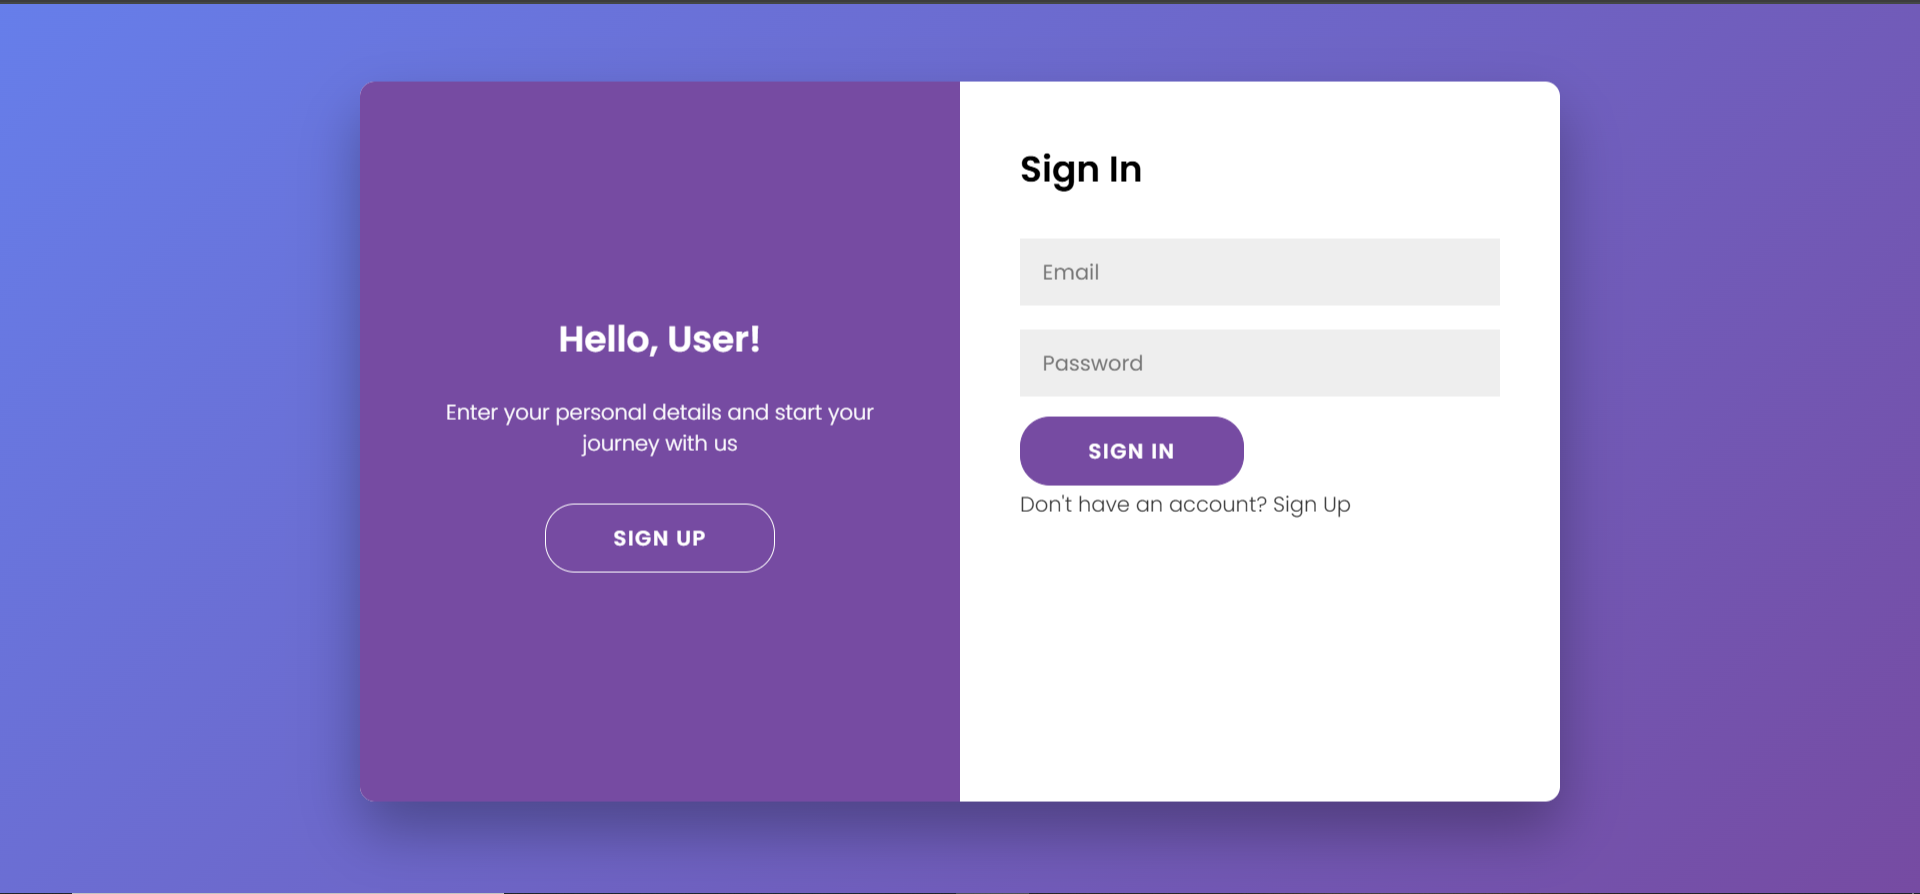 Hello, User!
Enter your personal details and start your
journey with us
SIGN UP
Sign In
Email
Password
SIGN IN
Don't have an account? Sign Up